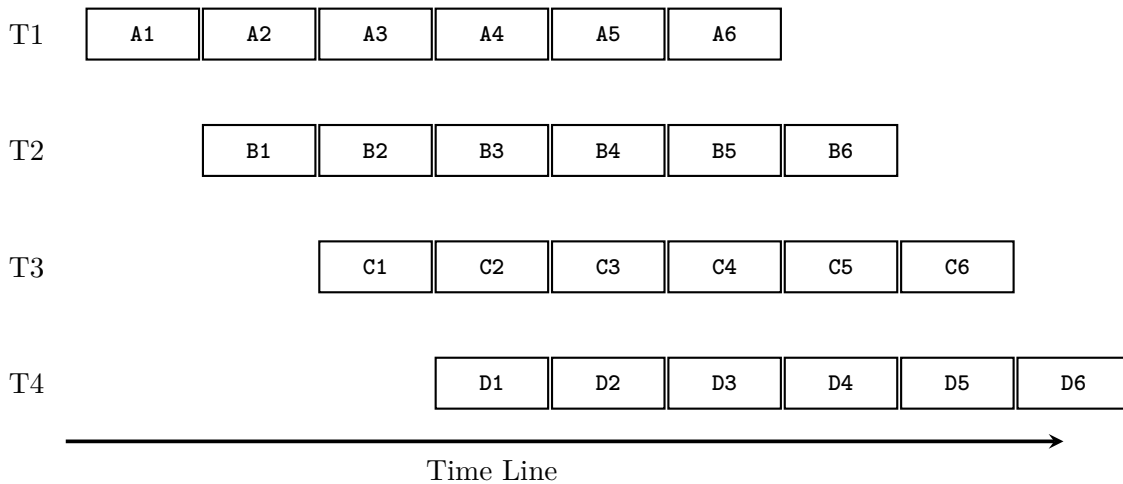 T1 A1 A2 A3 A4 A5 A6
T2 B1 B2 B3 B4 B5 B6
T3 C1 C2 C3 C4 C5 C6
T4 D1 D2 D3 D4 D5 D6
Time Line